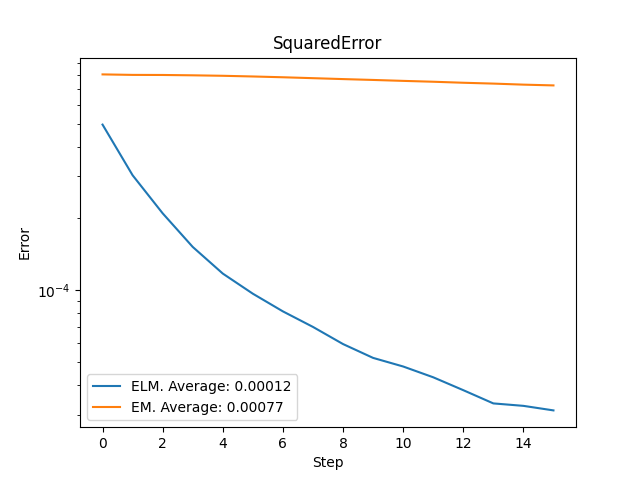 SquaredError
Error
10⁻⁴
ELM. Average: 0.00012
EM. Average: 0.00077
0 2 4 6 8 10 12 14
Step